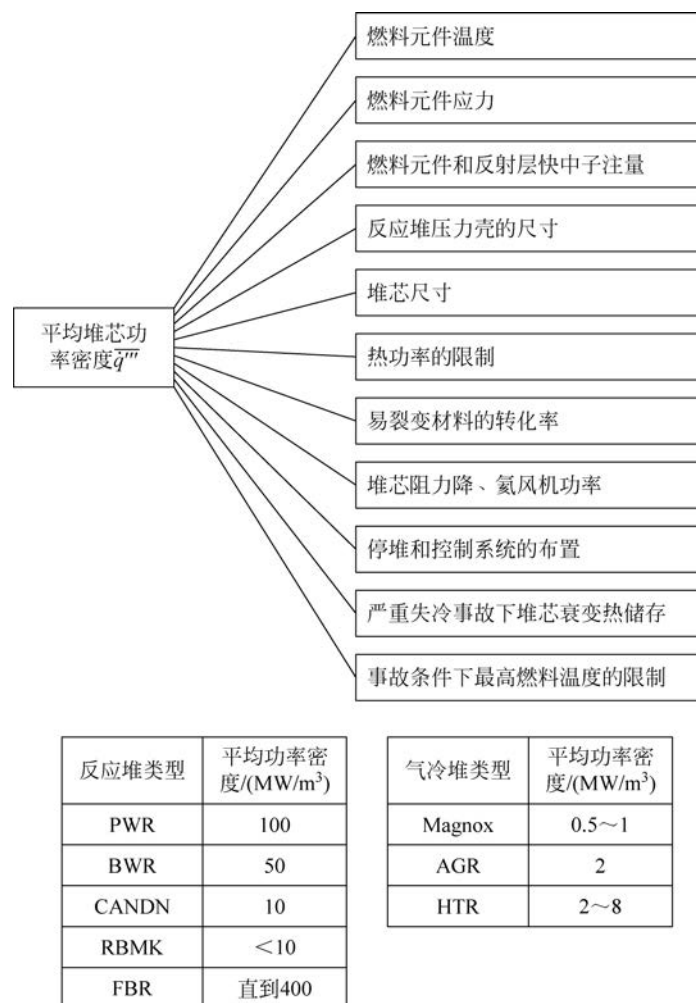 燃料元件温度
燃料元件应力
燃料元件和反射层快中子注量
反应堆压力壳的尺寸
堆芯尺寸
平均堆芯功
率密度q̇̅‴
热功率的限制
易裂变材料的转化率
堆芯阻力降、氦风机功率
停堆和控制系统的布置
严重失冷事故下堆芯衰变热储存
事故条件下最高燃料温度的限制
反应堆类型 平均功率密
度/(MW/m³)
PWR 100
BWR 50
CANDN 10
RBMK <10
FBR 直到400
气冷堆类型 平均功率密
度/(MW/m³)
Magnox 0.5～1
AGR 2
HTR 2～8